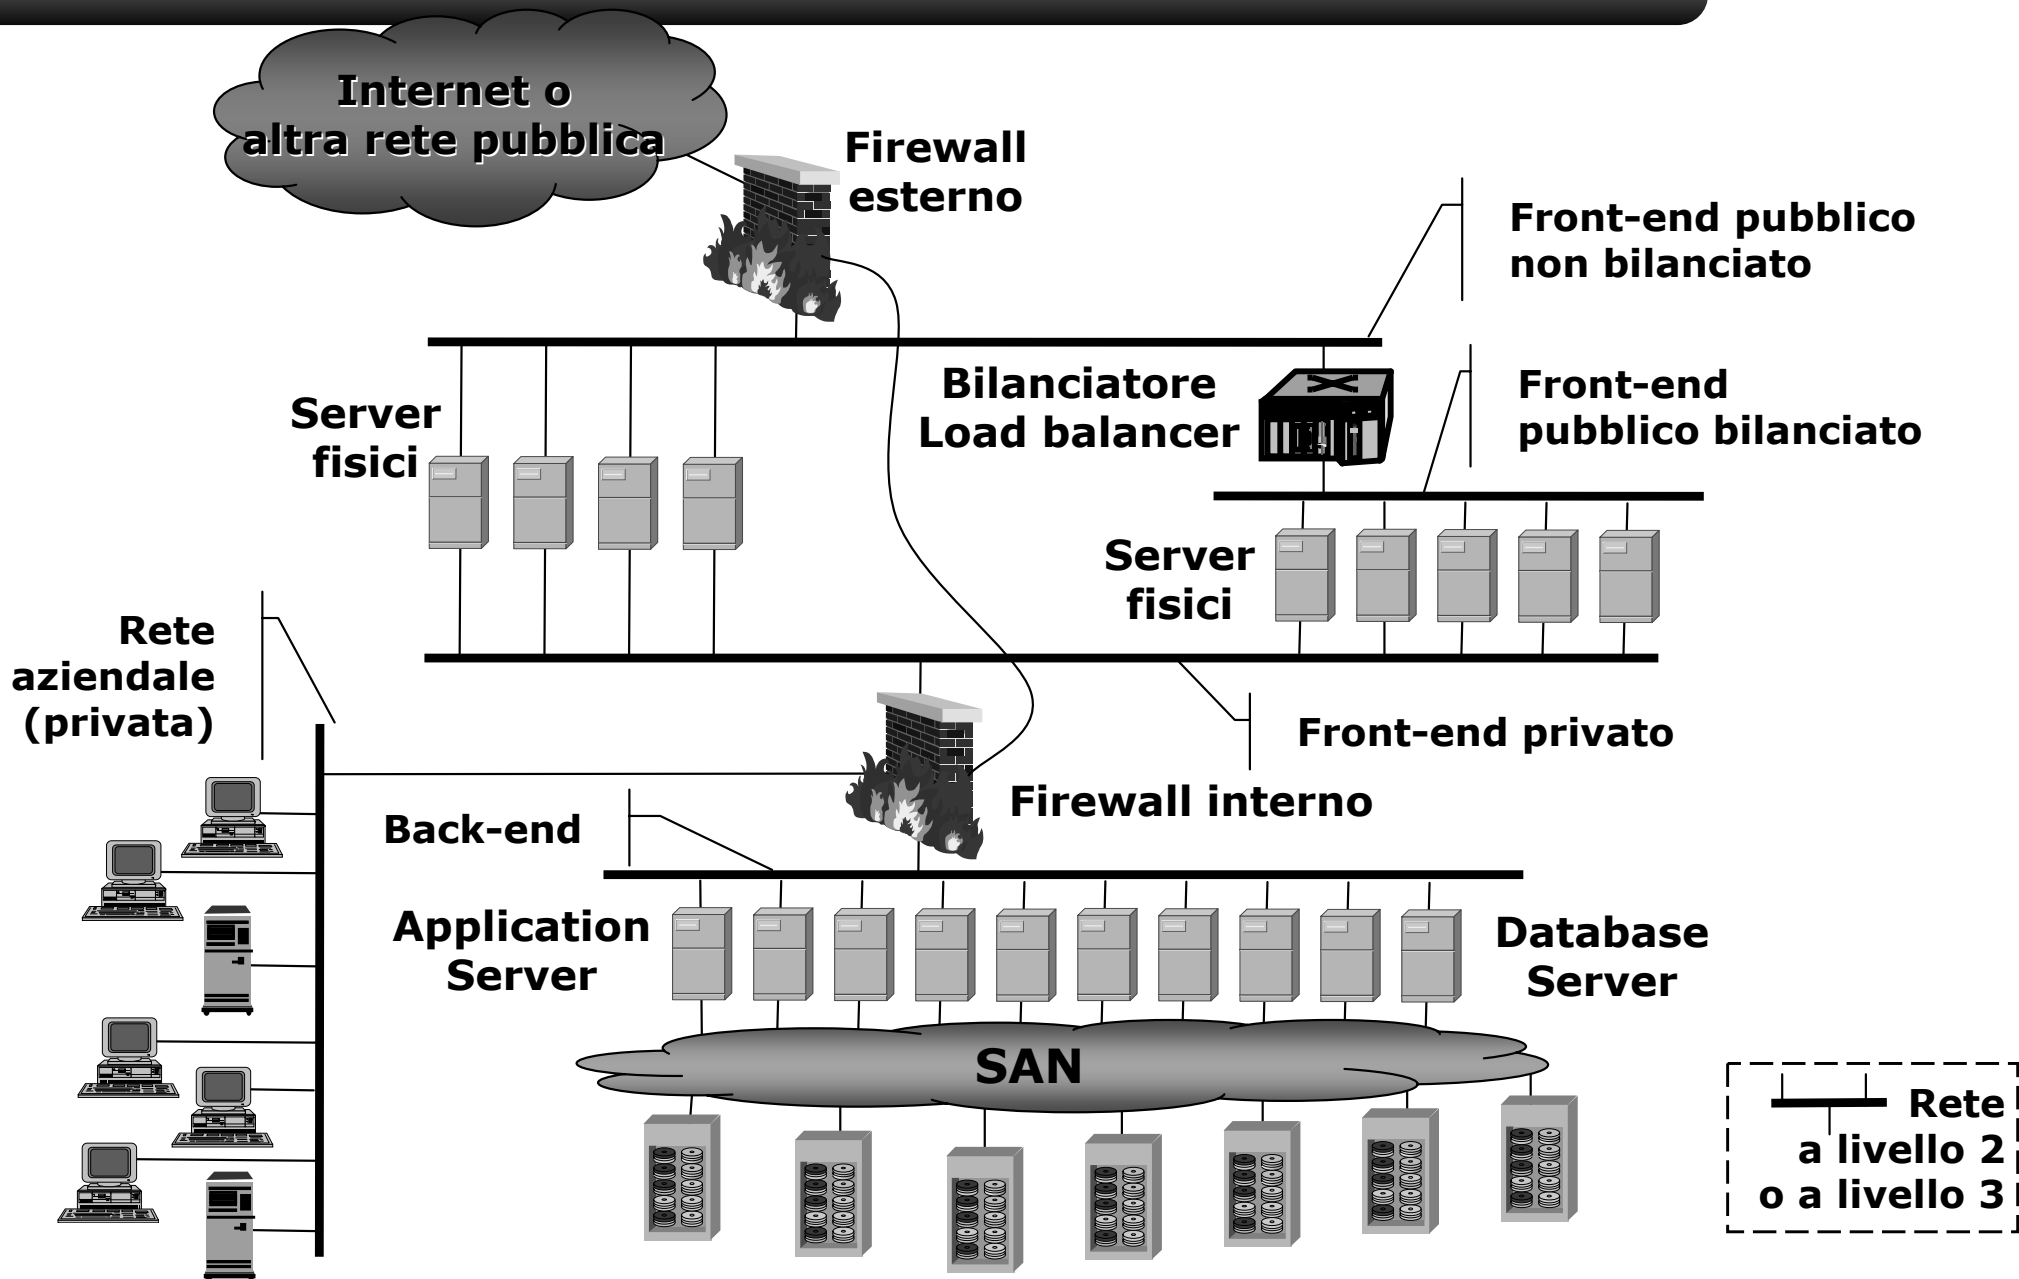 Internet o
altra rete pubblica
Firewall
esterno
Front-end pubblico
non bilanciato
Bilanciatore
Load balancer
Front-end
pubblico bilanciato
Server
fisici
Server
fisici
Rete
aziendale
(privata)
Front-end privato
Firewall interno
Back-end
Application
Server
Database
Server
SAN
Rete
a livello 2
o a livello 3